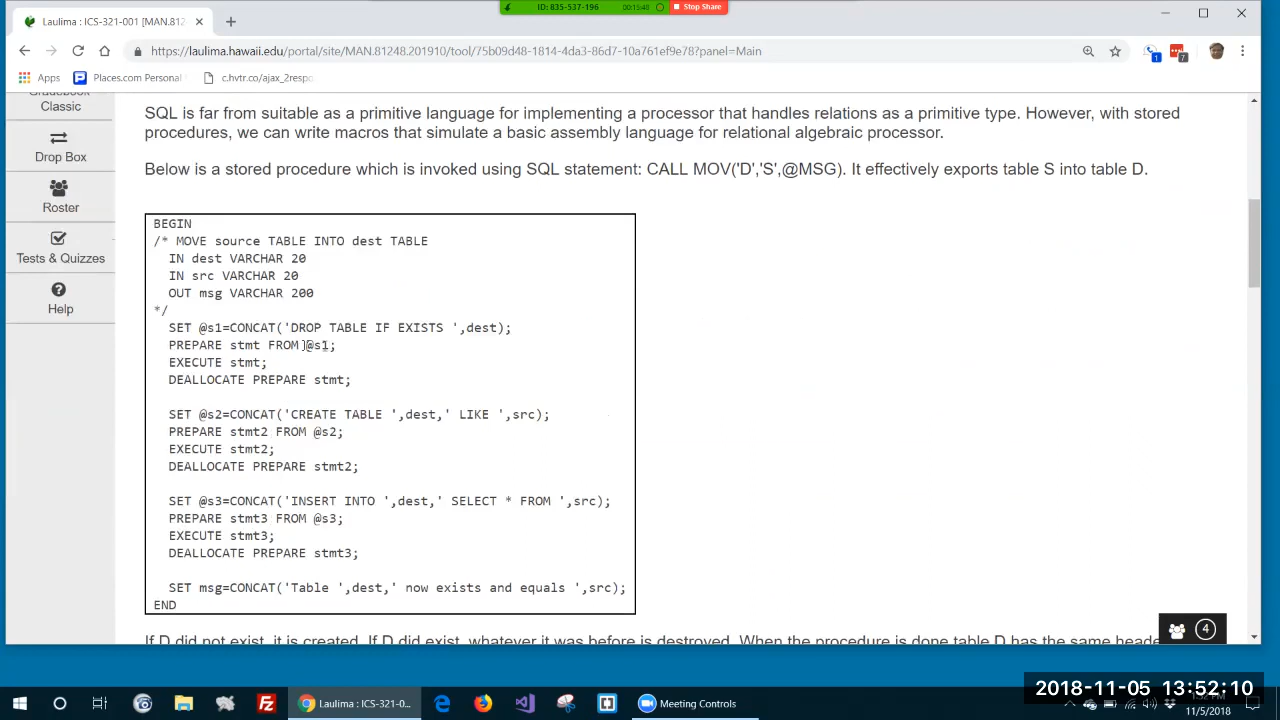 ID: 835-537-196
00:15:48
Stop Share
Laulima : ICS-321-001 [MAN.812
https://laulima.hawaii.edu/portal/site/MAN.81248.201910/tool/75b09d48-1814-4da3-86d7-10a761ef9e78?panel=Main
1
7
Apps
Places.com Personal
c.hvtr.co/ajax_2respo
Gradebook
Classic
Drop Box
Roster
Tests & Quizzes
Help
SQL is far from suitable as a primitive language for implementing a processor that handles relations as a primitive type. However, with stored
procedures, we can write macros that simulate a basic assembly language for relational algebraic processor.
Below is a stored procedure which is invoked using SQL statement: CALL MOV('D','S',@MSG). It effectively exports table S into table D.
BEGIN
/* MOVE source TABLE INTO dest TABLE
IN dest VARCHAR 20
IN src VARCHAR 20
OUT msg VARCHAR 200
*/
SET @s1=CONCAT('DROP TABLE IF EXISTS ',dest);
PREPARE stmt FROM @s1;
EXECUTE stmt;
DEALLOCATE PREPARE stmt;
SET @s2=CONCAT('CREATE TABLE ',dest,' LIKE ',src);
PREPARE stmt2 FROM @s2;
EXECUTE stmt2;
DEALLOCATE PREPARE stmt2;
SET @s3=CONCAT('INSERT INTO ',dest,' SELECT * FROM ',src);
PREPARE stmt3 FROM @s3;
EXECUTE stmt3;
DEALLOCATE PREPARE stmt3;
SET msg=CONCAT('Table ',dest,' now exists and equals ',src);
END
If D did not exist, it is created. If D did exist, whatever it was before is destroyed. When the procedure is done table D has the same heade
4
Laulima : ICS-321-0...
Meeting Controls
2018-11-05 13:52:10
11/5/2018